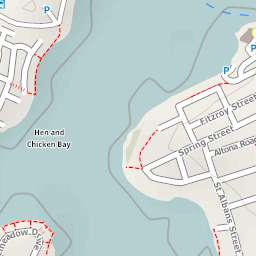 P
P
P
Fitzroy Street
Spring Street
Altona Road
Hen and
Chicken Bay
St Albans Street